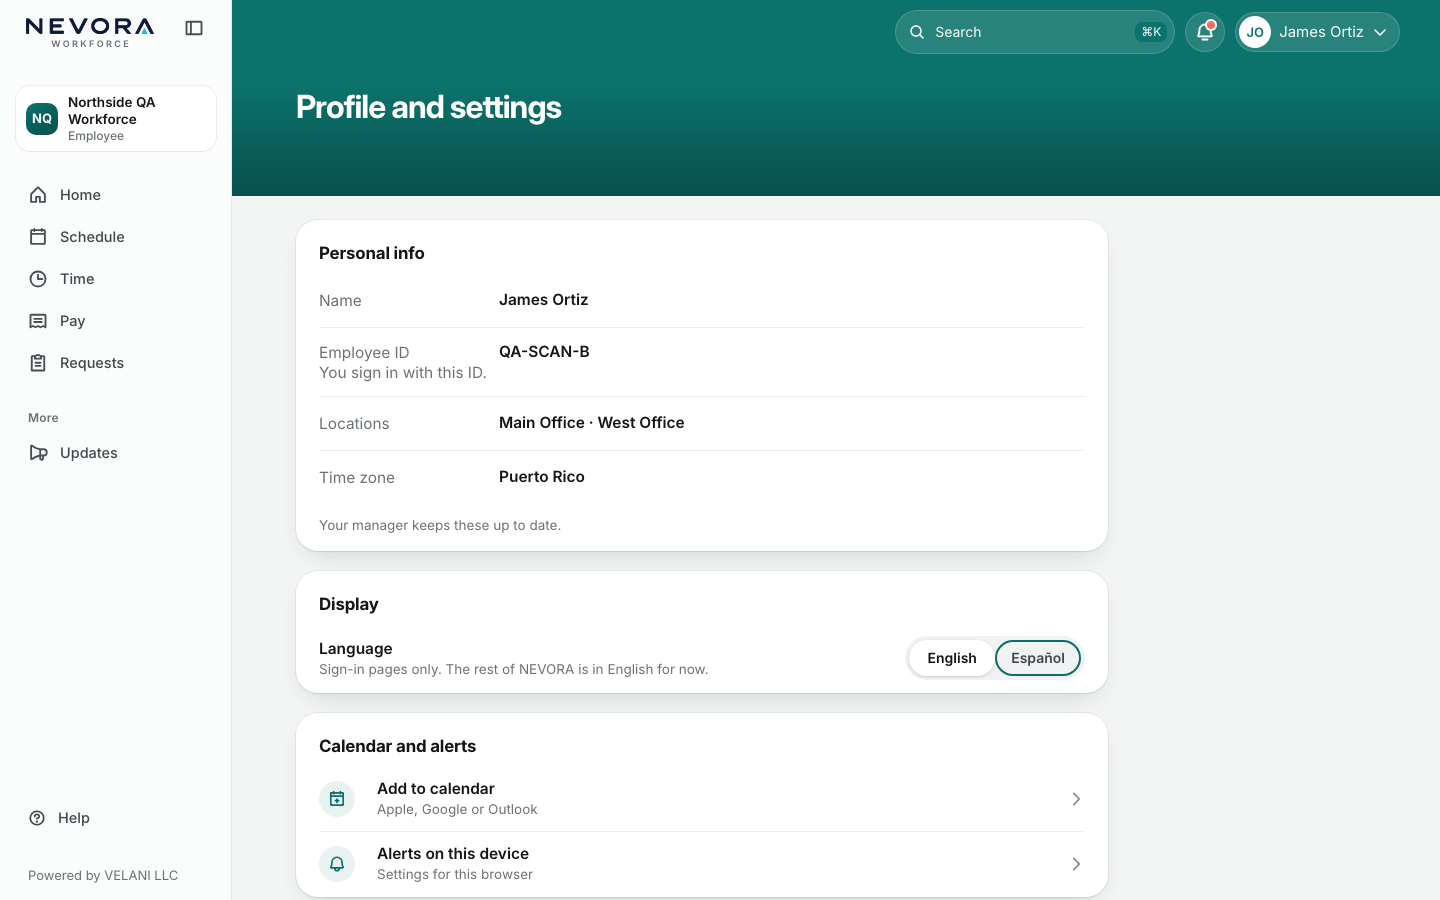 NEVORA
WORKFORCE
Search
⌘K
JO
James Ortiz
NQ
Northside QA
Workforce
Employee
Home
Schedule
Time
Pay
Requests
More
Updates
Help
Powered by VELANI LLC
Profile and settings
Personal info
Name James Ortiz
Employee ID QA-SCAN-B
You sign in with this ID.
Locations Main Office · West Office
Time zone Puerto Rico
Your manager keeps these up to date.
Display
Language
Sign-in pages only. The rest of NEVORA is in English for now.
English Español
Calendar and alerts
Add to calendar
Apple, Google or Outlook
Alerts on this device
Settings for this browser